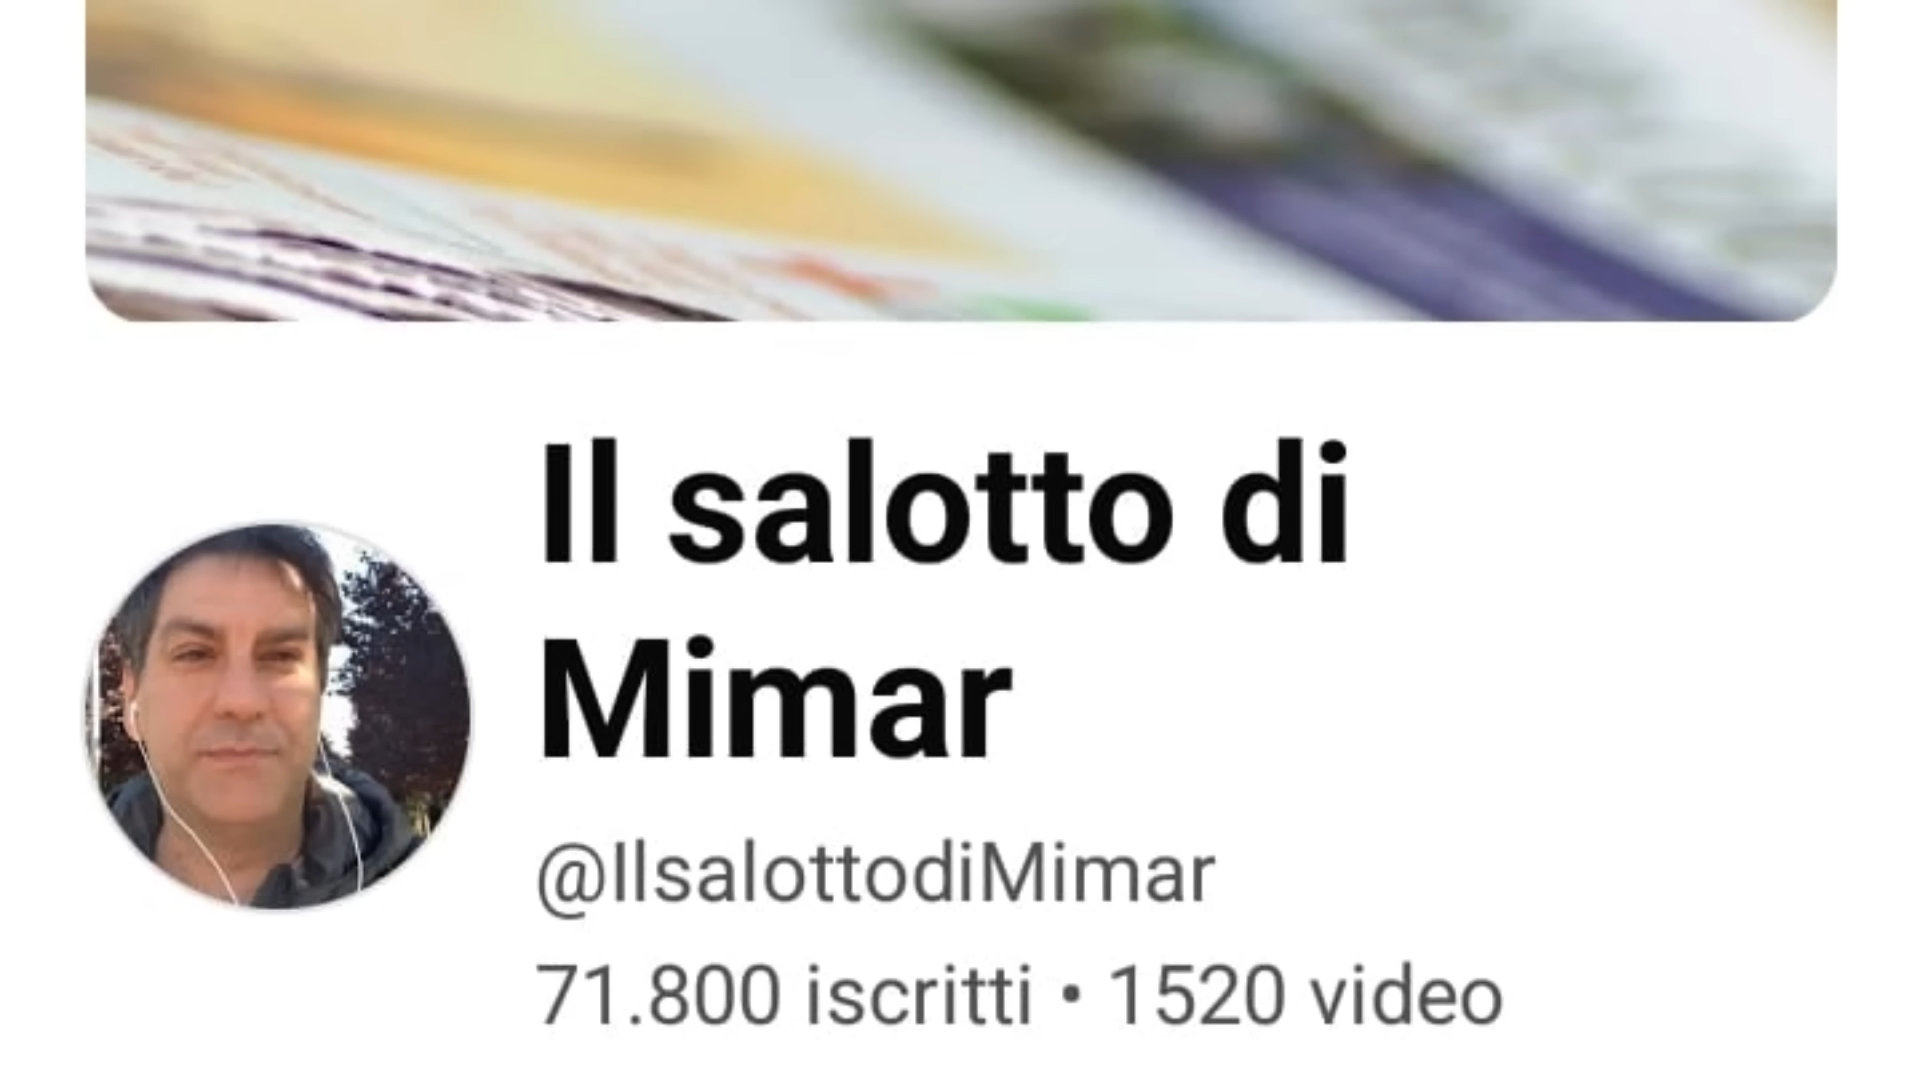 Il salotto di
Mimar
@IlsalottodiMimar
71.800 iscritti • 1520 video